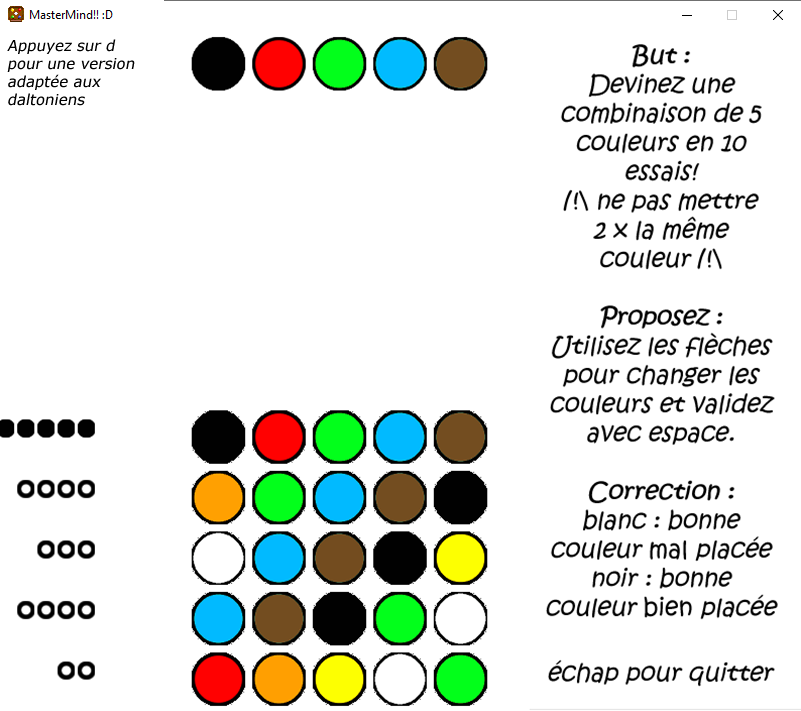 MasterMind!! :D
Appuyez sur d
pour une version
adaptée aux
daltoniens
But :
Devinez une
combinaison de 5
couleurs en 10
essais!
/!\ ne pas mettre
2 x la même
couleur /!\
Proposez :
Utilisez les flèches
pour changer les
couleurs et validez
avec espace.
Correction :
blanc : bonne
couleur mal placée
noir : bonne
couleur bien placée
échap pour quitter